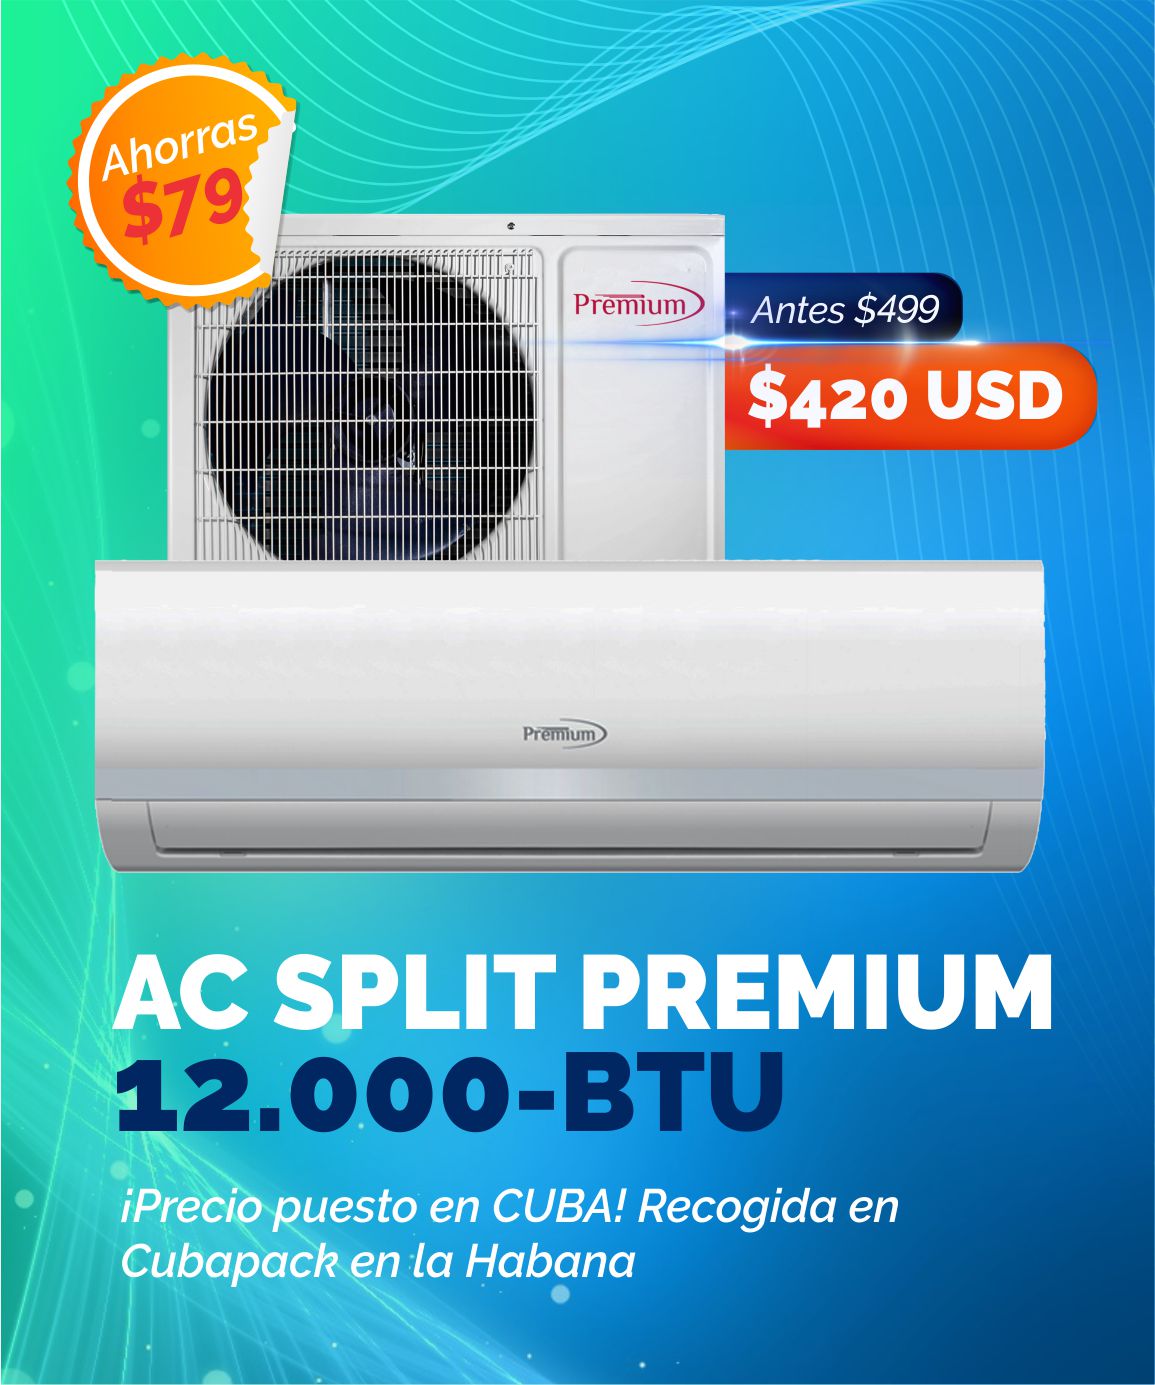 Ahorras
$79
Premium
Antes $499
$420 USD
Premium
AC SPLIT PREMIUM
12.000-BTU
¡Precio puesto en CUBA! Recogida en
Cubapack en la Habana